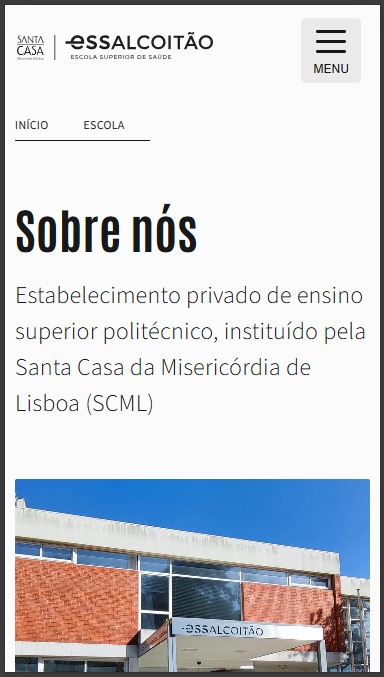 SANTA
CASA
ESSALCOITÃO
ESCOLA SUPERIOR DE SAÚDE
MENU
INÍCIO
ESCOLA
Sobre nós
Estabelecimento privado de ensino
superior politécnico, instituído pela
Santa Casa da Misericórdia de
Lisboa (SCML)
ESSALCOITÃO